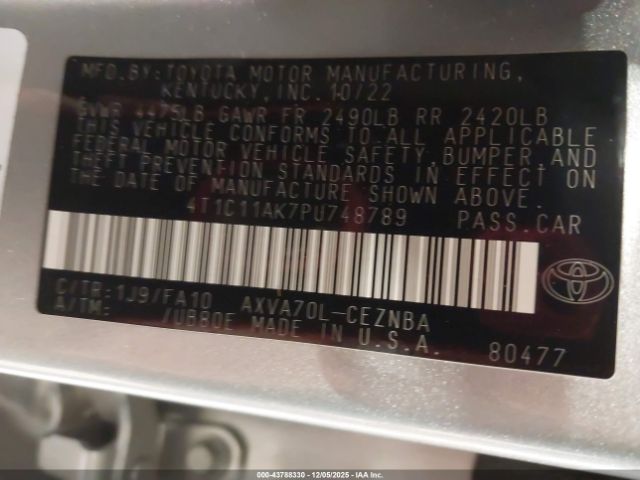 MFD.BY:TOYOTA MOTOR MANUFACTURING,
KENTUCKY,INC. 10/22
GVWR 4475LB GAWR FR 2490LB RR 2420LB
THIS VEHICLE CONFORMS TO ALL APPLICABLE
FEDERAL MOTOR VEHICLE SAFETY,BUMPER,AND
THEFT PREVENTION STANDARDS IN EFFECT ON
THE DATE OF MANUFACTURE SHOWN ABOVE.
4T1C11AK7PU748789 PASS.CAR
C/TR:1J9/FA10 AXVA70L-CEZNBA
A/TM: /UB80E MADE IN U.S.A. 80477
000-43788330 - 12/05/2025 - IAA Inc.